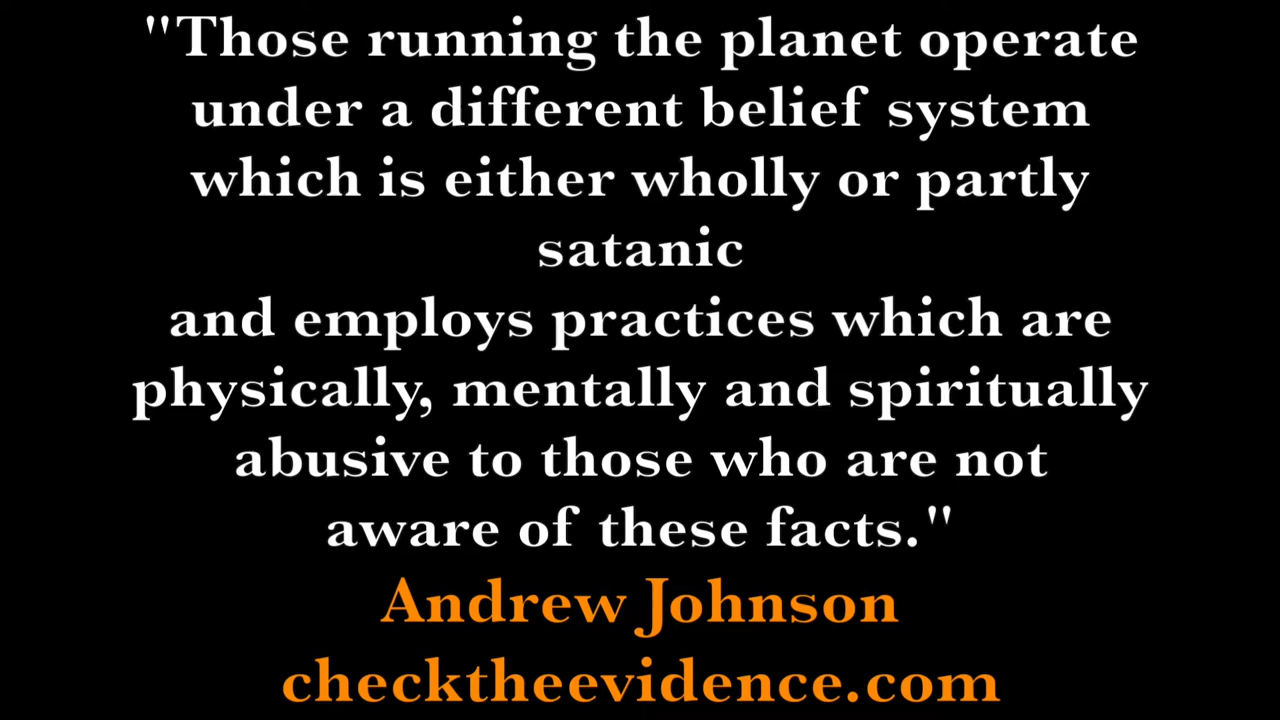 "Those running the planet operate
under a different belief system
which is either wholly or partly
satanic
and employs practices which are
physically, mentally and spiritually
abusive to those who are not
aware of these facts."
Andrew Johnson
checktheevidence.com